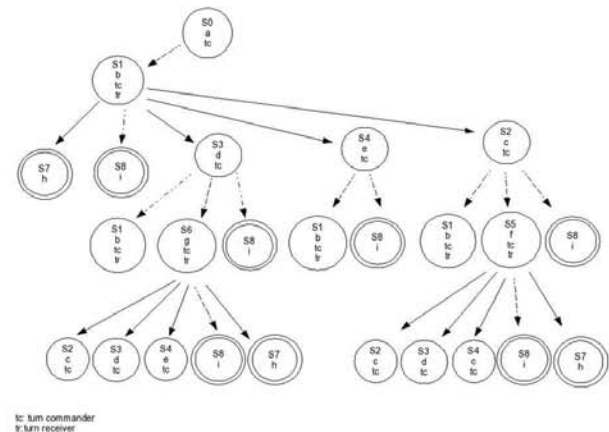 S0
a
tc
S1
b
tc
tr
S7
h
S8
i
S3
d
tc
S4
e
tc
S2
c
tc
S1
b
tc
tr
S6
g
tc
tr
S8
i
S1
b
tc
tr
S8
i
S1
b
tc
tr
S5
f
tc
tr
S8
i
S2
c
tc
S3
d
tc
S4
e
tc
S8
i
S7
h
S2
c
tc
S3
d
tc
S4
c
tc
S8
i
S7
h
tc: turn commander
tr:turn receiver